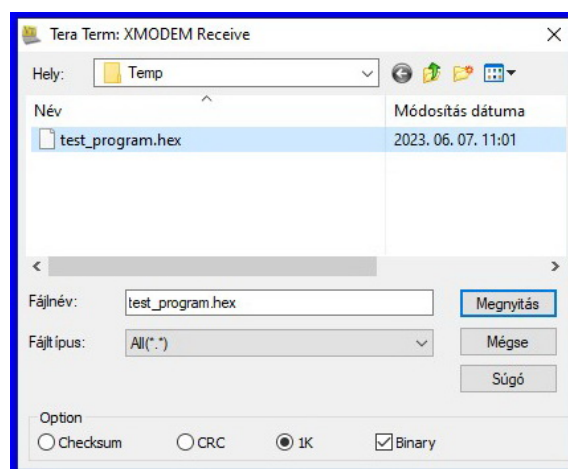 Tera Term: XMODEM Receive
Hely: Temp
Név Módosítás dátuma
test_program.hex 2023. 06. 07. 11:01
Fájlnév: test_program.hex Megnyitás
Fájltípus: All(*.*) Mégse
Súgó
Option
Checksum CRC 1K Binary